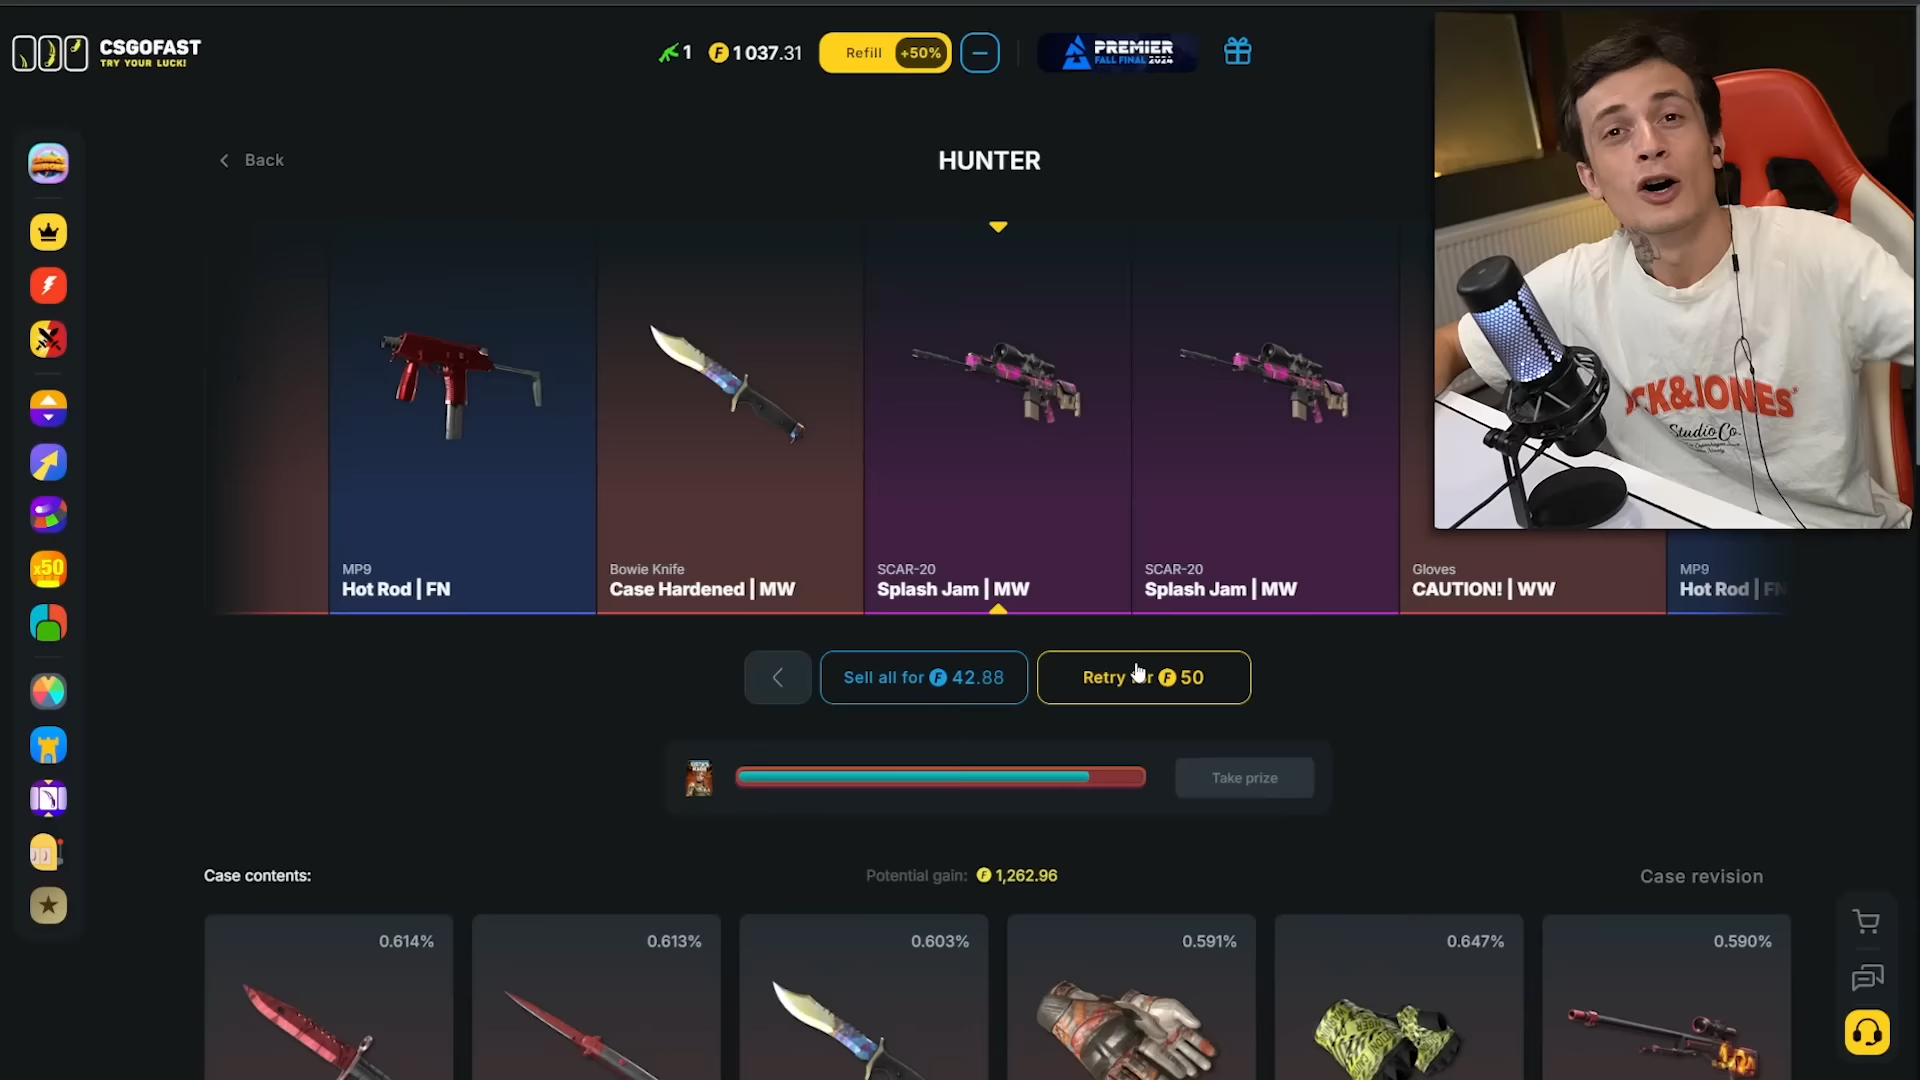 CSGOFAST
TRY YOUR LUCK!
1
1 037.31
Refill
+50%
PREMIER
FALL FINAL 2024
Back
HUNTER
MP9
Hot Rod | FN
Bowie Knife
Case Hardened | MW
SCAR-20
Splash Jam | MW
SCAR-20
Splash Jam | MW
Gloves
CAUTION! | WW
MP9
Hot Rod | FN
CK&JONES
Studio Co.
Sell all for F 42.88
Retry for F 50
Take prize
Case contents:
Potential gain: F 1,262.96
Case revision
0.614%
0.613%
0.603%
0.591%
0.647%
0.590%
x50